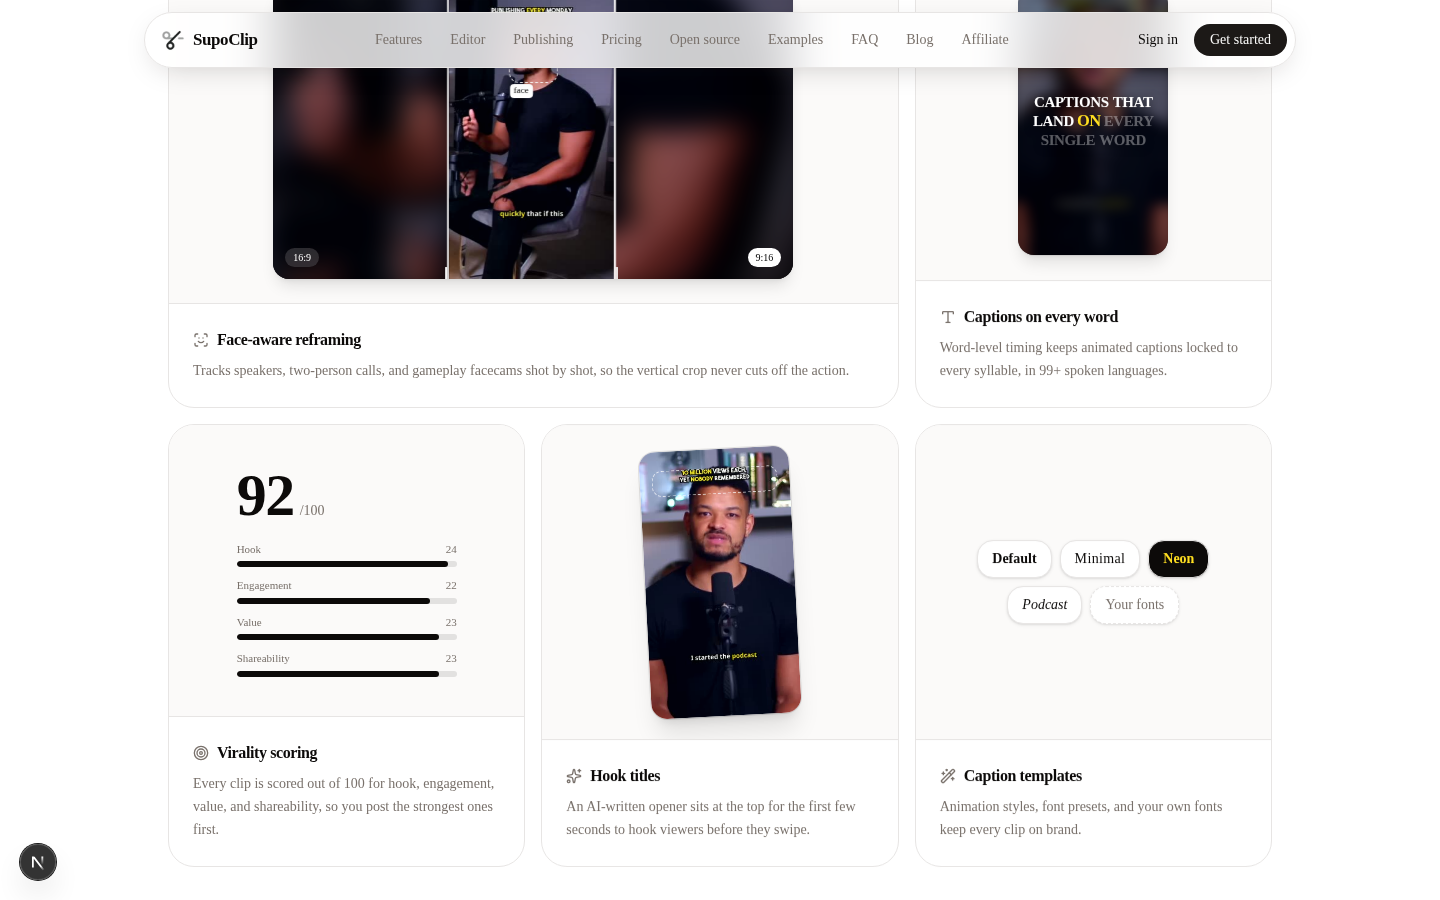 PUBLISHING EVERY MONDAY
SupoClip
Features
Editor
Publishing
Pricing
Open source
Examples
FAQ
Blog
Affiliate
Sign in
Get started
face
quickly that if this
16:9
9:16
CAPTIONS THAT
LAND ON EVERY
SINGLE WORD
Face-aware reframing
Tracks speakers, two-person calls, and gameplay facecams shot by shot, so the vertical crop never cuts off the action.
Captions on every word
Word-level timing keeps animated captions locked to
every syllable, in 99+ spoken languages.
92 /100
Hook 24
Engagement 22
Value 23
Shareability 23
Virality scoring
Every clip is scored out of 100 for hook, engagement,
value, and shareability, so you post the strongest ones
first.
10 MILLION VIEWS EACH,
YET NOBODY REMEMBERED
I started the podcast
Hook titles
An AI-written opener sits at the top for the first few
seconds to hook viewers before they swipe.
Default
Minimal
Neon
Podcast
Your fonts
Caption templates
Animation styles, font presets, and your own fonts
keep every clip on brand.
N